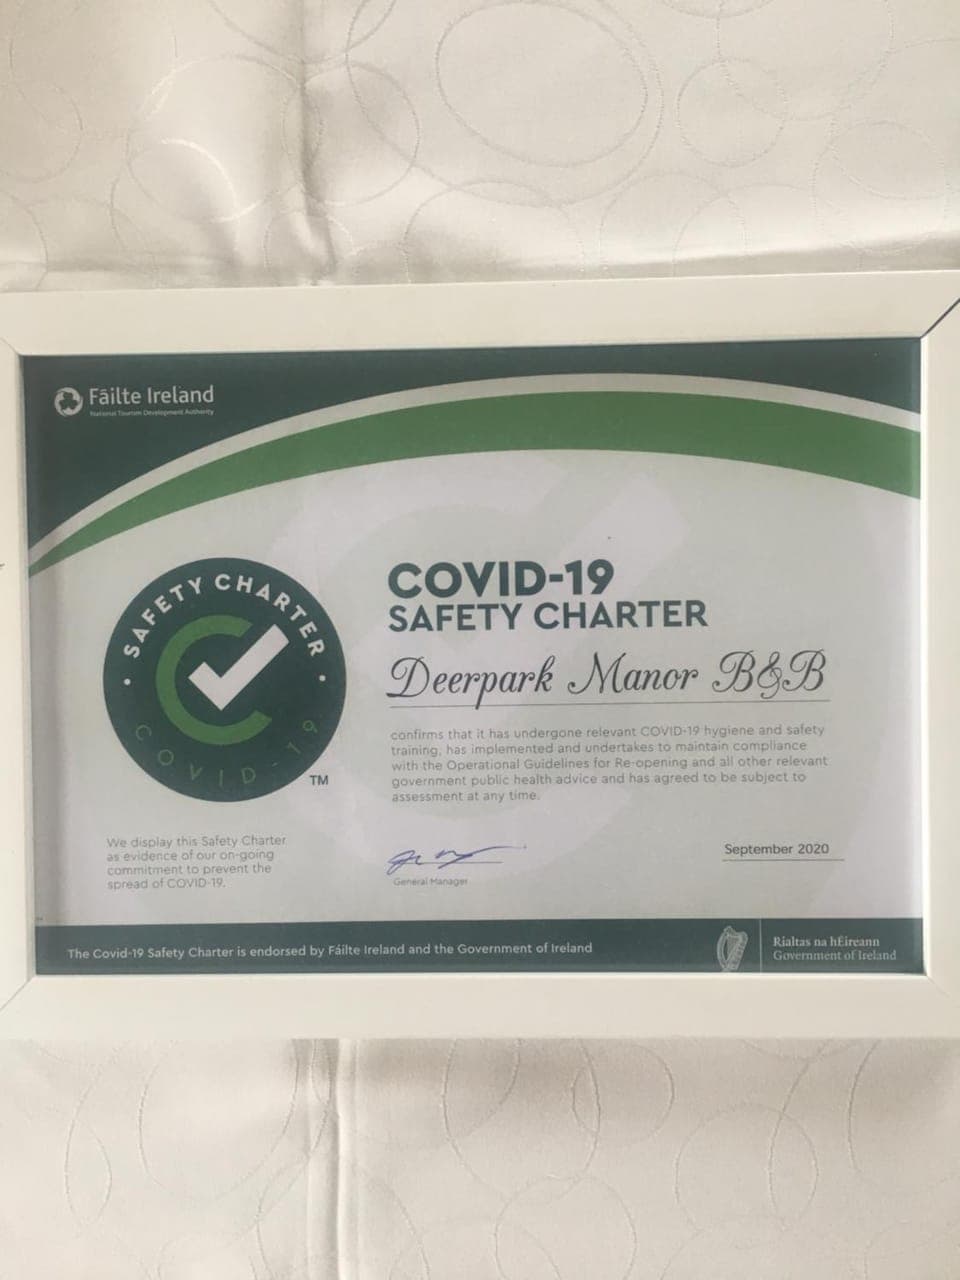 Fáilte Ireland
National Tourism Development Authority
SAFETY CHARTER
COVID-19
TM
COVID-19
SAFETY CHARTER
Deerpark Manor B&B
confirms that it has undergone relevant COVID-19 hygiene and safety
training, has implemented and undertakes to maintain compliance
with the Operational Guidelines for Re-opening and all other relevant
government public health advice and has agreed to be subject to
assessment at any time.
We display this Safety Charter
as evidence of our on-going
commitment to prevent the
spread of COVID-19.
General Manager
September 2020
The Covid-19 Safety Charter is endorsed by Fáilte Ireland and the Government of Ireland
Rialtas na hÉireann
Government of Ireland